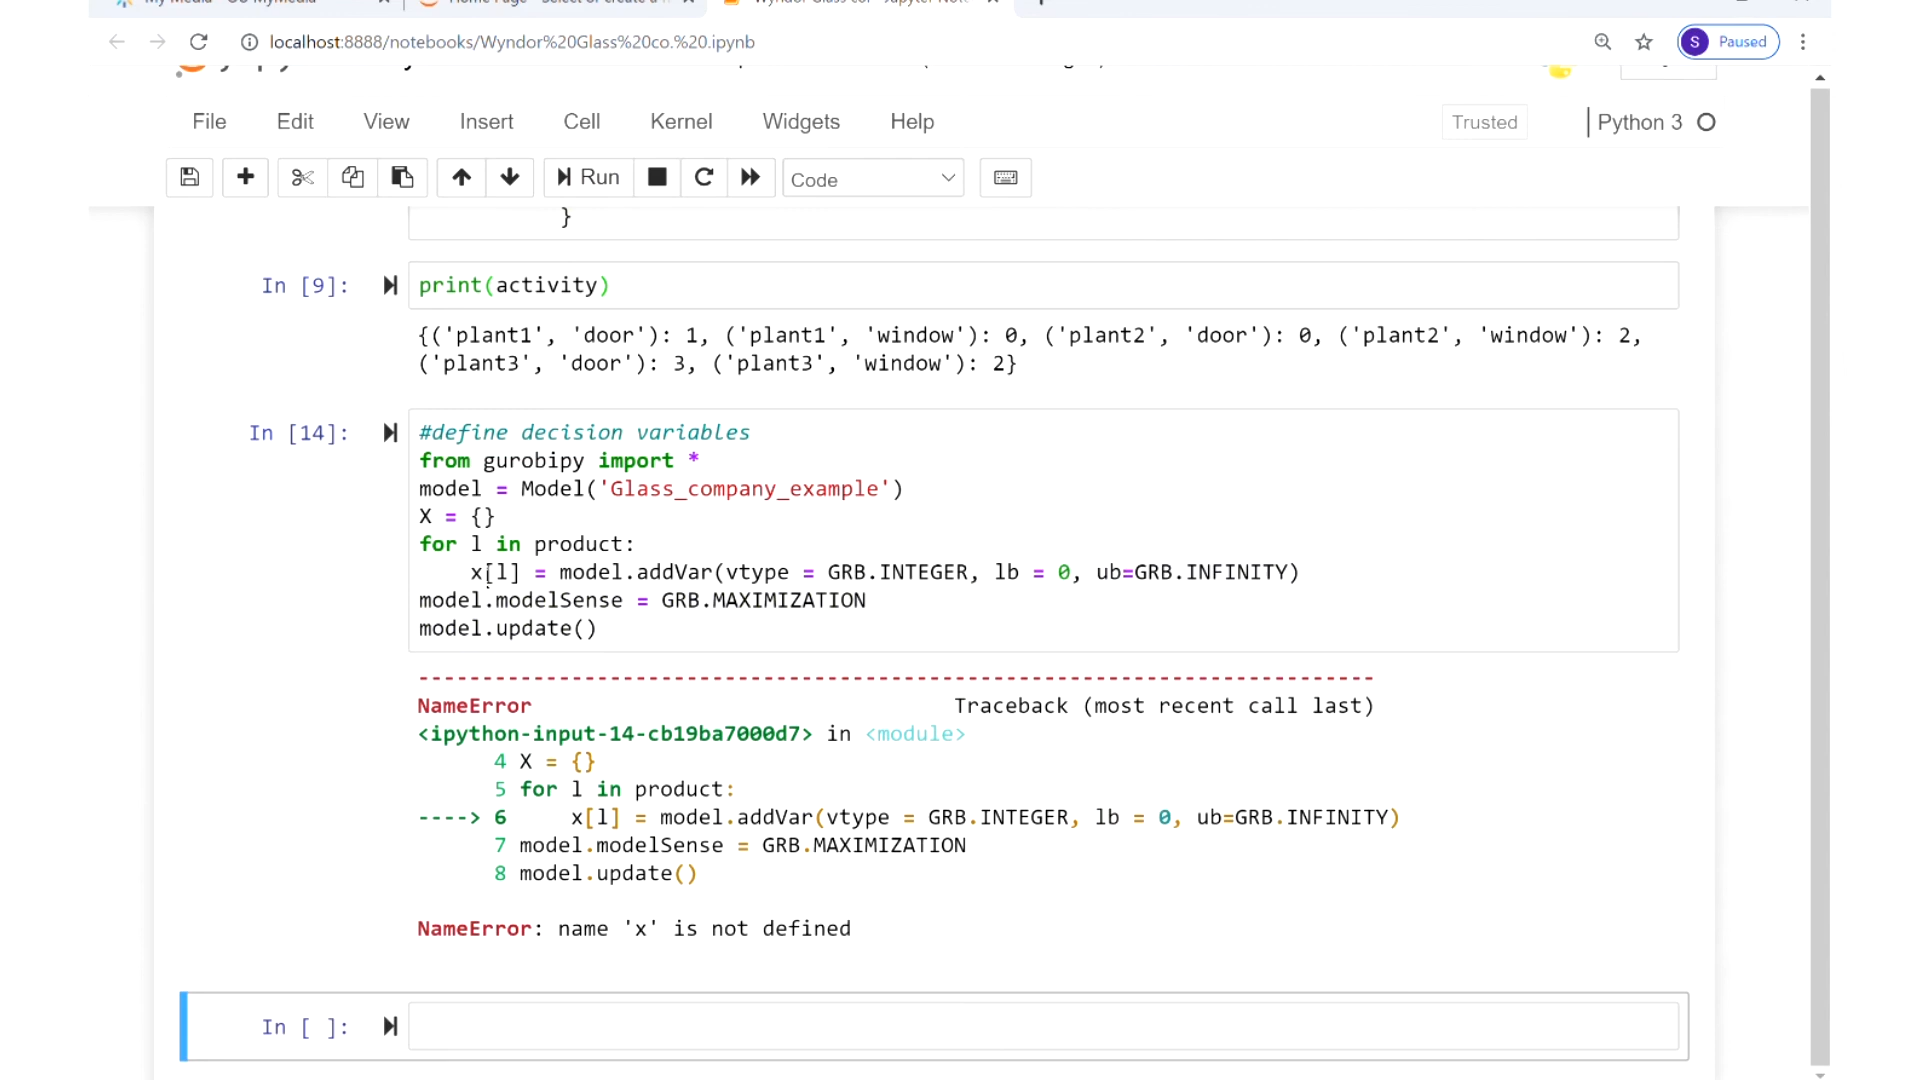 localhost:8888/notebooks/Wyndor%20Glass%20co.%20.ipynb
S Paused
File Edit View Insert Cell Kernel Widgets Help Trusted Python 3
Run Code
}
In [9]: print(activity)
{('plant1', 'door'): 1, ('plant1', 'window'): 0, ('plant2', 'door'): 0, ('plant2', 'window'): 2,
('plant3', 'door'): 3, ('plant3', 'window'): 2}
In [14]: #define decision variables
from gurobipy import *
model = Model('Glass_company_example')
X = {}
for l in product:
x[l] = model.addVar(vtype = GRB.INTEGER, lb = 0, ub=GRB.INFINITY)
model.modelSense = GRB.MAXIMIZATION
model.update()
---------------------------------------------------------------------------
NameError Traceback (most recent call last)
<ipython-input-14-cb19ba7000d7> in <module>
4 X = {}
5 for l in product:
----> 6 x[l] = model.addVar(vtype = GRB.INTEGER, lb = 0, ub=GRB.INFINITY)
7 model.modelSense = GRB.MAXIMIZATION
8 model.update()
NameError: name 'x' is not defined
In [ ]: